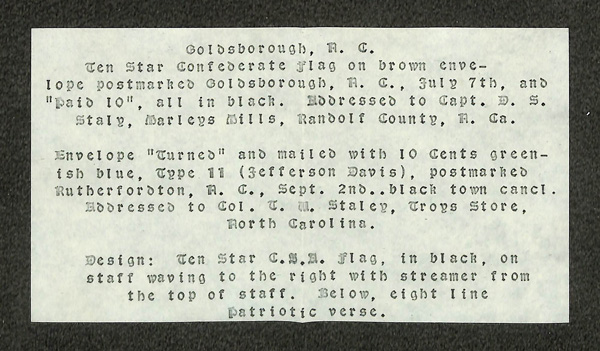 Goldsborough, N. C.
Ten Star Confederate flag on brown enve-
lope postmarked Goldsborough, N. C., July 7th, and
"Paid 10", all in black. Addressed to Capt. D. S.
Staly, Marleys Mills, Randolf County, N. Ca.
Envelope "Turned" and mailed with 10 Cents green-
ish blue, Type 11 (Jefferson Davis), postmarked
Rutherfordton, N. C., Sept. 2nd..black town cancl.
Addressed to Col. T. W. Staley, Troys Store,
North Carolina.
Design: Ten Star C.S.A. flag, in black, on
staff waving to the right with streamer from
the top of staff. Below, eight line
patriotic verse.